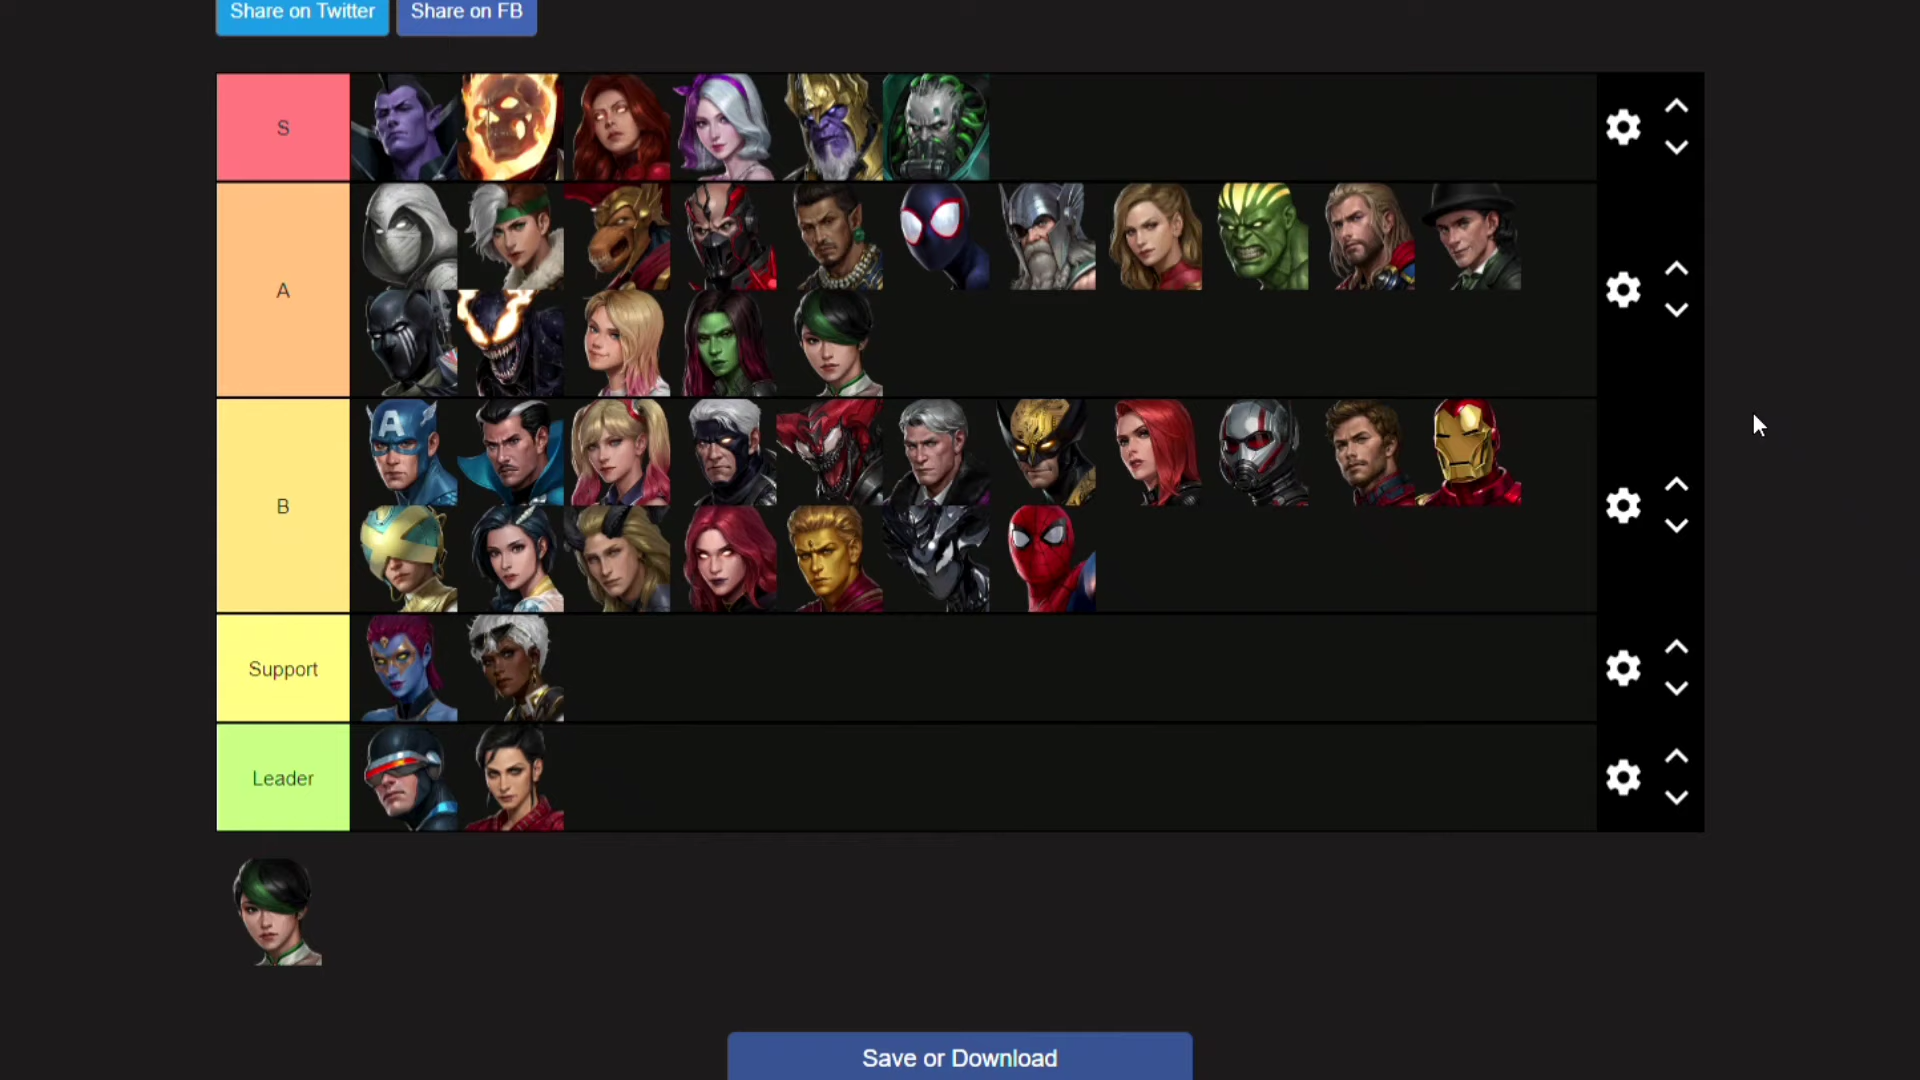 Share on Twitter
Share on FB
S
A
B
Support
Leader
Save or Download